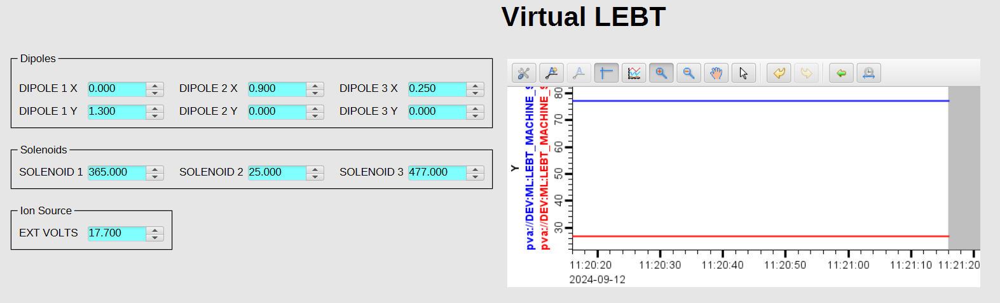 Virtual LEBT
Dipoles
DIPOLE 1 X 0.000 DIPOLE 2 X 0.900 DIPOLE 3 X 0.250
DIPOLE 1 Y 1.300 DIPOLE 2 Y 0.000 DIPOLE 3 Y 0.000
Solenoids
SOLENOID 1 365.000 SOLENOID 2 25.000 SOLENOID 3 477.000
Ion Source
EXT VOLTS 17.700
Y
pva://DEV:ML:LEBT_MACHINE_S
pva://DEV:ML:LEBT_MACHINE_S
80
70
60
50
40
30
11:20:20 11:20:30 11:20:40 11:20:50 11:21:00 11:21:10 11:21:20
2024-09-12